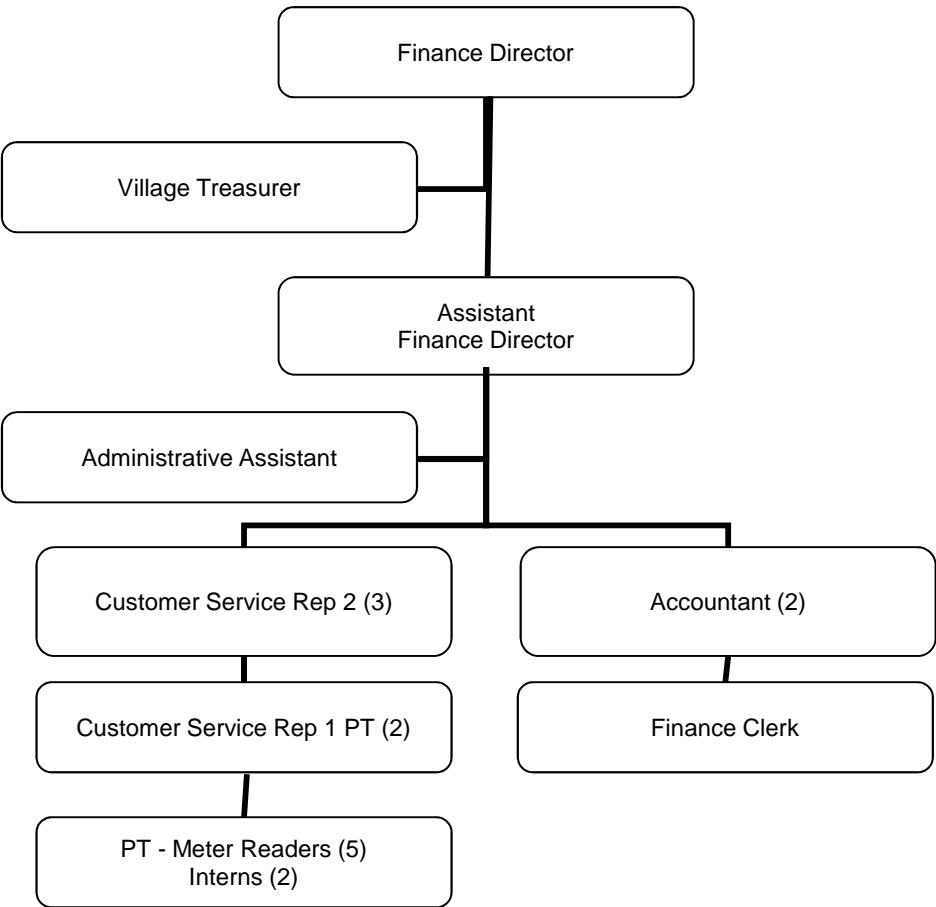 Finance Director
Village Treasurer
Assistant
Finance Director
Administrative Assistant
Customer Service Rep 2 (3)
Accountant (2)
Customer Service Rep 1 PT (2)
Finance Clerk
PT - Meter Readers (5)
Interns (2)